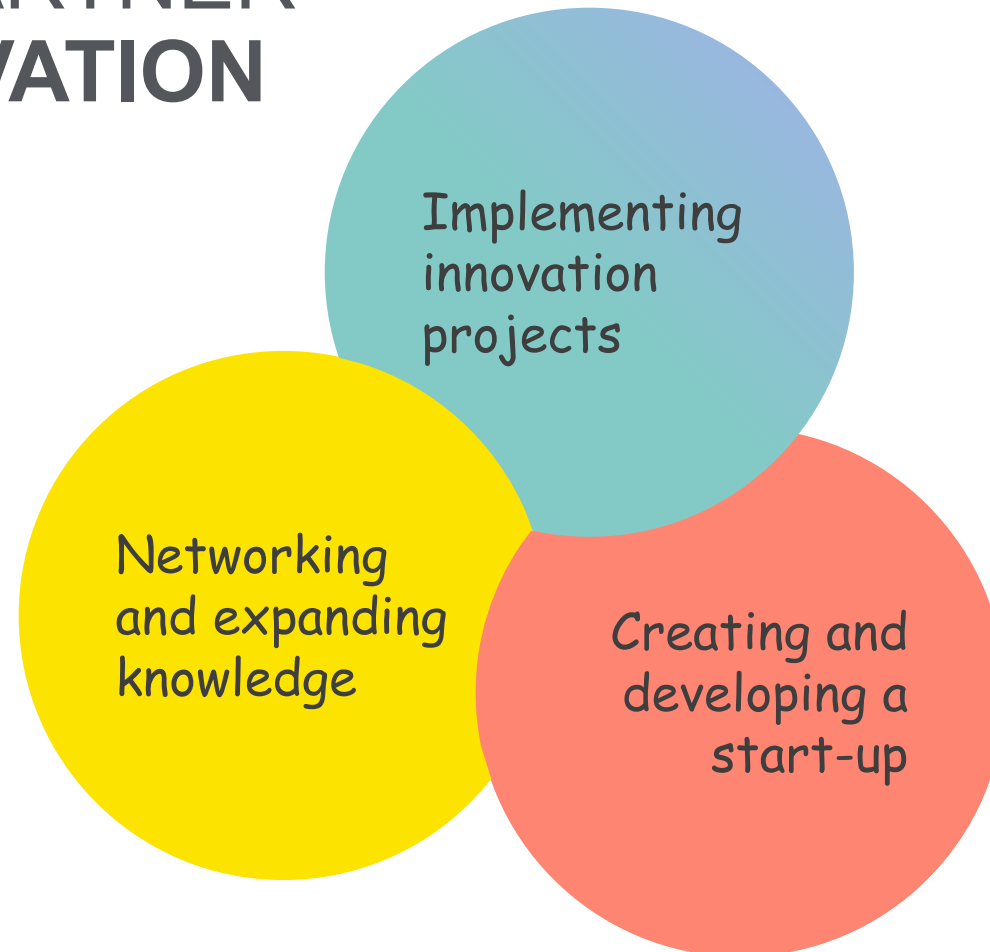 VATION
Implementing
innovation
projects
Networking
and expanding
knowledge
Creating and
developing a
start-up